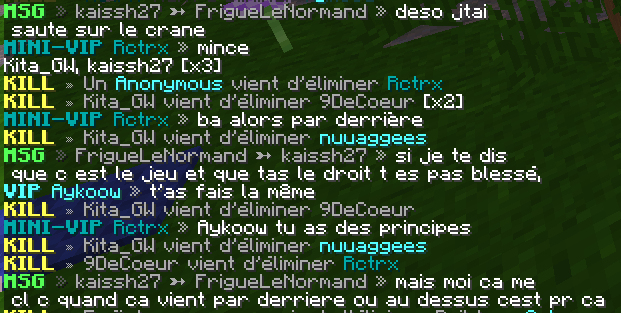 MSG » kaissh27 ➳ FrigueLeNormand » deso jtai
saute sur le crane
MINI-VIP Rctrx » mince
Kita_GW, kaissh27 [x3]
KILL » Un Anonymous vient d'éliminer Rctrx
KILL » Kita_GW vient d'éliminer 9DeCoeur [x2]
MINI-VIP Rctrx » ba alors par derrière
KILL » Kita_GW vient d'éliminer nuuaggees
MSG » FrigueLeNormand ➳ kaissh27 » si je te dis
que c est le jeu et que tas le droit t es pas blessé,
VIP Aykoow » t'as fais la même
KILL » Kita_GW vient d'éliminer 9DeCoeur
MINI-VIP Rctrx » Aykoow tu as des principes
KILL » Kita_GW vient d'éliminer nuuaggees
KILL » 9DeCoeur vient d'éliminer Rctrx
MSG » kaissh27 ➳ FrigueLeNormand » mais moi ca me
cl c quand ca vient par derriere ou au dessus cest pr ca
KILL